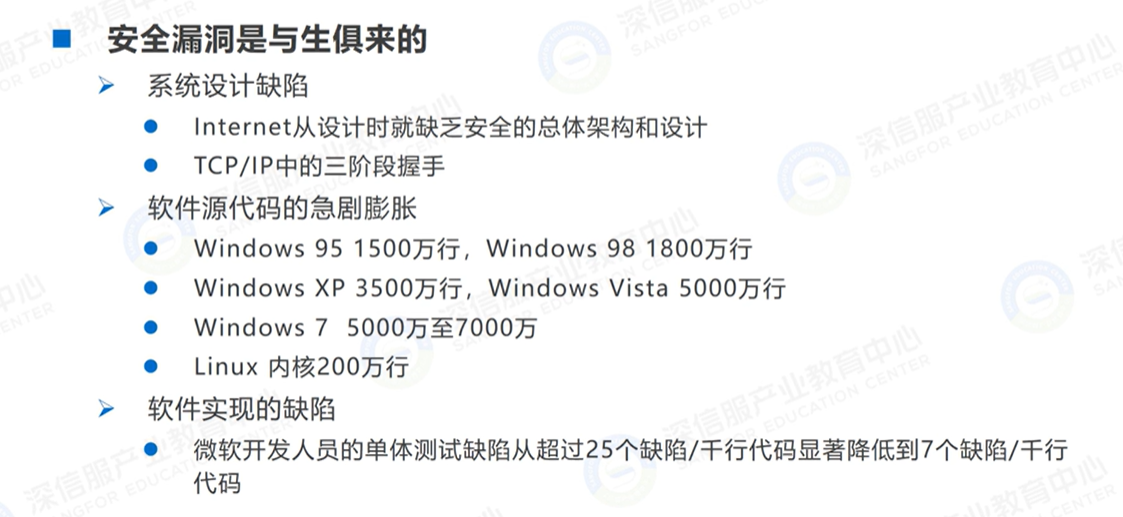 安全漏洞是与生俱来的
系统设计缺陷
Internet从设计时就缺乏安全的总体架构和设计
TCP/IP中的三阶段握手
软件源代码的急剧膨胀
Windows 95 1500万行，Windows 98 1800万行
Windows XP 3500万行，Windows Vista 5000万行
Windows 7 5000万至7000万
Linux 内核200万行
软件实现的缺陷
微软开发人员的单体测试缺陷从超过25个缺陷/千行代码显著降低到7个缺陷/千行
代码
深信服产业教育中心
SANGFOR EDUCATION CENTER